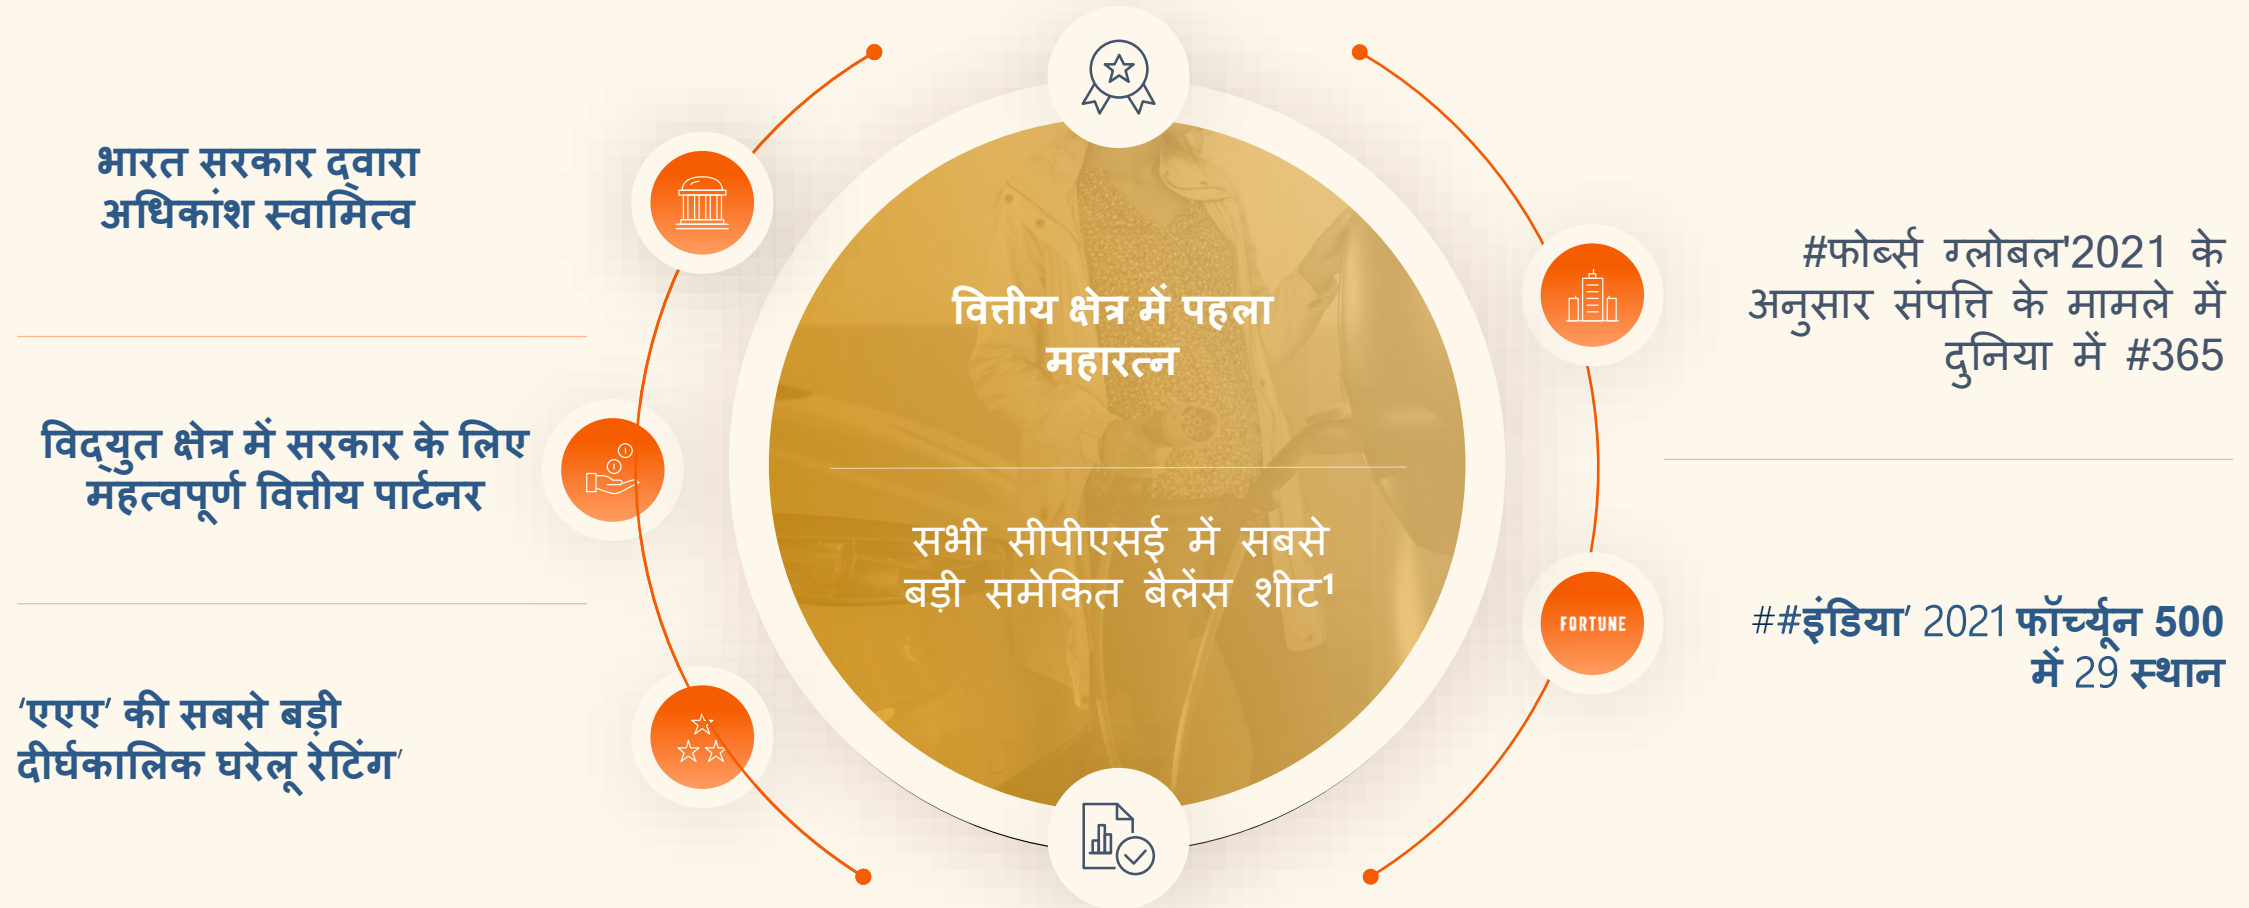 भारत सरकार द्वारा
अधिकांश स्वामित्व
विद्युत क्षेत्र में सरकार के लिए
महत्वपूर्ण वित्तीय पार्टनर
‘एएए’ की सबसे बड़ी
दीर्घकालिक घरेलू रेटिंग’
वित्तीय क्षेत्र में पहला
महारत्न
सभी सीपीएसई में सबसे
बड़ी समेकित बैलेंस शीट¹
#फोर्ब्स ग्लोबल'2021 के
अनुसार संपत्ति के मामले में
दुनिया में #365
FORTUNE
##इंडिया’ 2021 फॉर्च्यून 500
में 29 स्थान